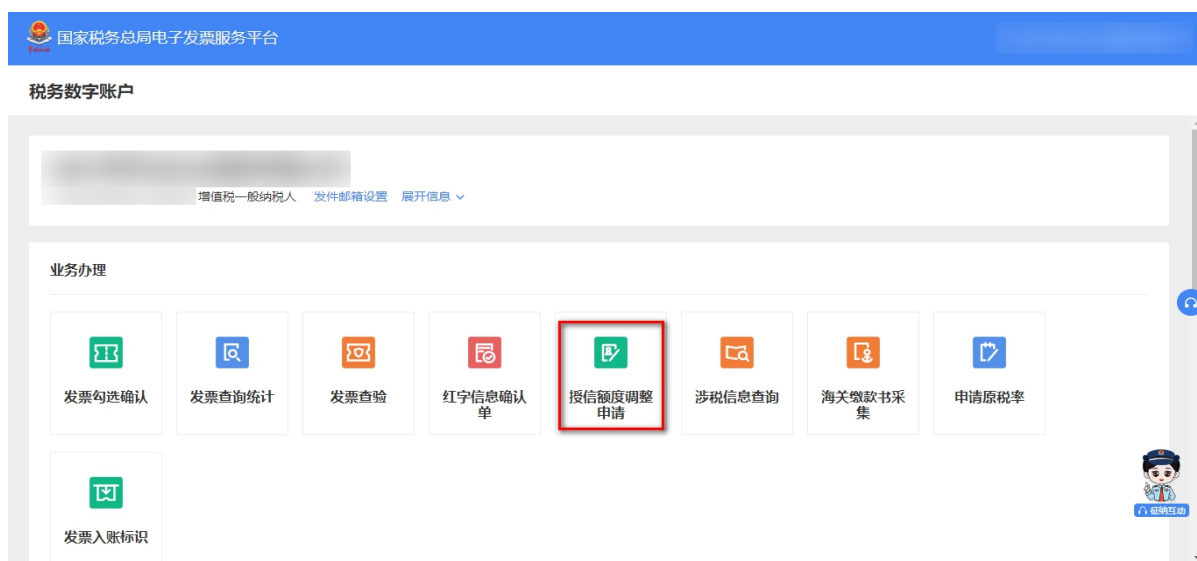 国家税务总局电子发票服务平台
税务数字账户
增值税一般纳税人 发件邮箱设置 展开信息
业务办理
发票勾选确认 发票查询统计 发票查验 红字信息确认单 授信额度调整申请 涉税信息查询 海关缴款书采集 申请原税率
发票入账标识
征纳互动